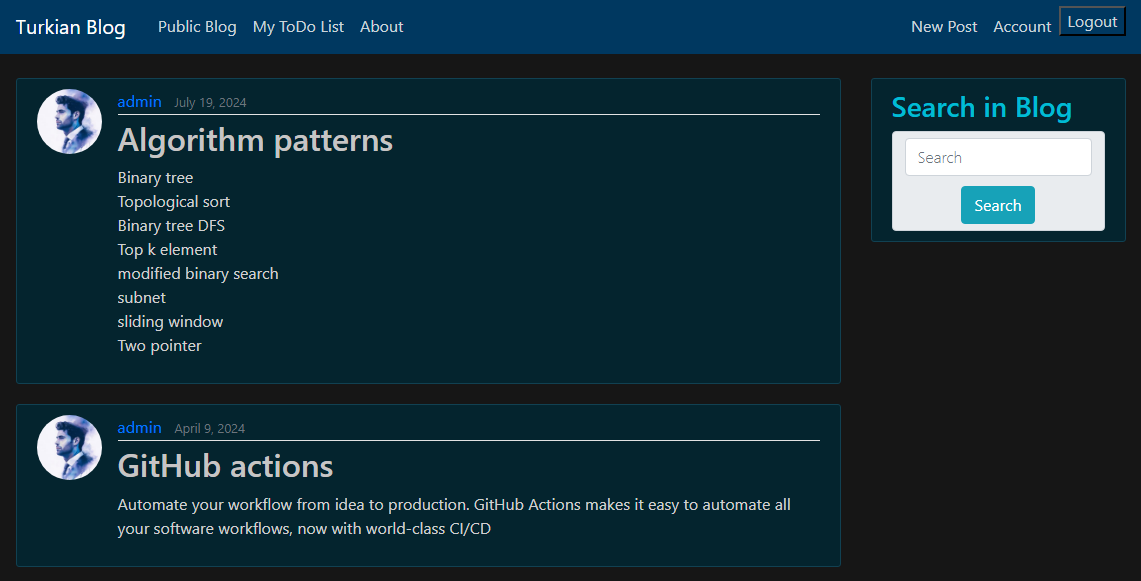 Turkian Blog Public Blog My ToDo List About New Post Account Logout
admin July 19, 2024
Algorithm patterns
Binary tree
Topological sort
Binary tree DFS
Top k element
modified binary search
subnet
sliding window
Two pointer
admin April 9, 2024
GitHub actions
Automate your workflow from idea to production. GitHub Actions makes it easy to automate all
your software workflows, now with world-class CI/CD
Search in Blog
Search
Search